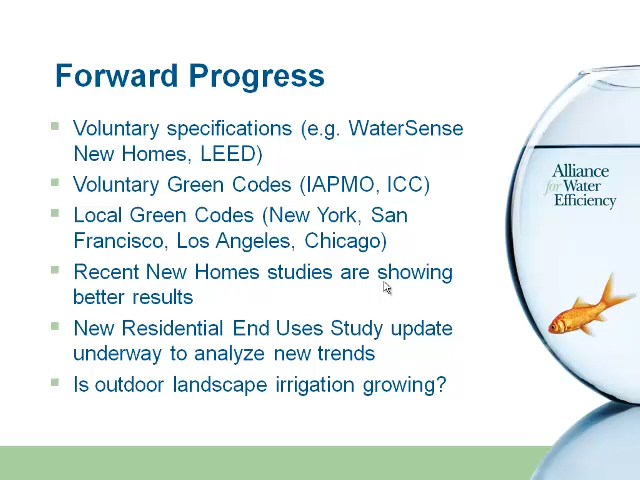 Forward Progress
Voluntary specifications (e.g. WaterSense
New Homes, LEED)
Voluntary Green Codes (IAPMO, ICC)
Local Green Codes (New York, San
Francisco, Los Angeles, Chicago)
Recent New Homes studies are showing
better results
New Residential End Uses Study update
underway to analyze new trends
Is outdoor landscape irrigation growing?
Alliance
for Water
Efficiency